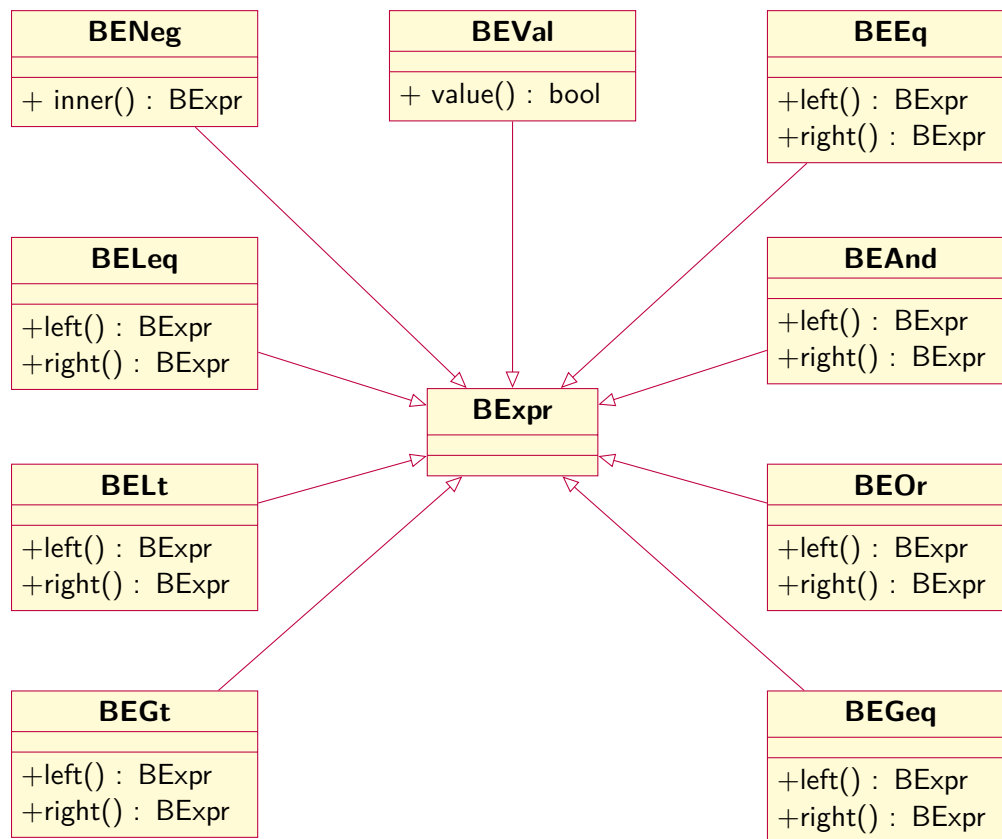 BENeg
+ inner() : BExpr
BEVal
+ value() : bool
BEEq
+left() : BExpr
+right() : BExpr
BELeq
+left() : BExpr
+right() : BExpr
BEAnd
+left() : BExpr
+right() : BExpr
BExpr
BELt
+left() : BExpr
+right() : BExpr
BEOr
+left() : BExpr
+right() : BExpr
BEGt
+left() : BExpr
+right() : BExpr
BEGeq
+left() : BExpr
+right() : BExpr